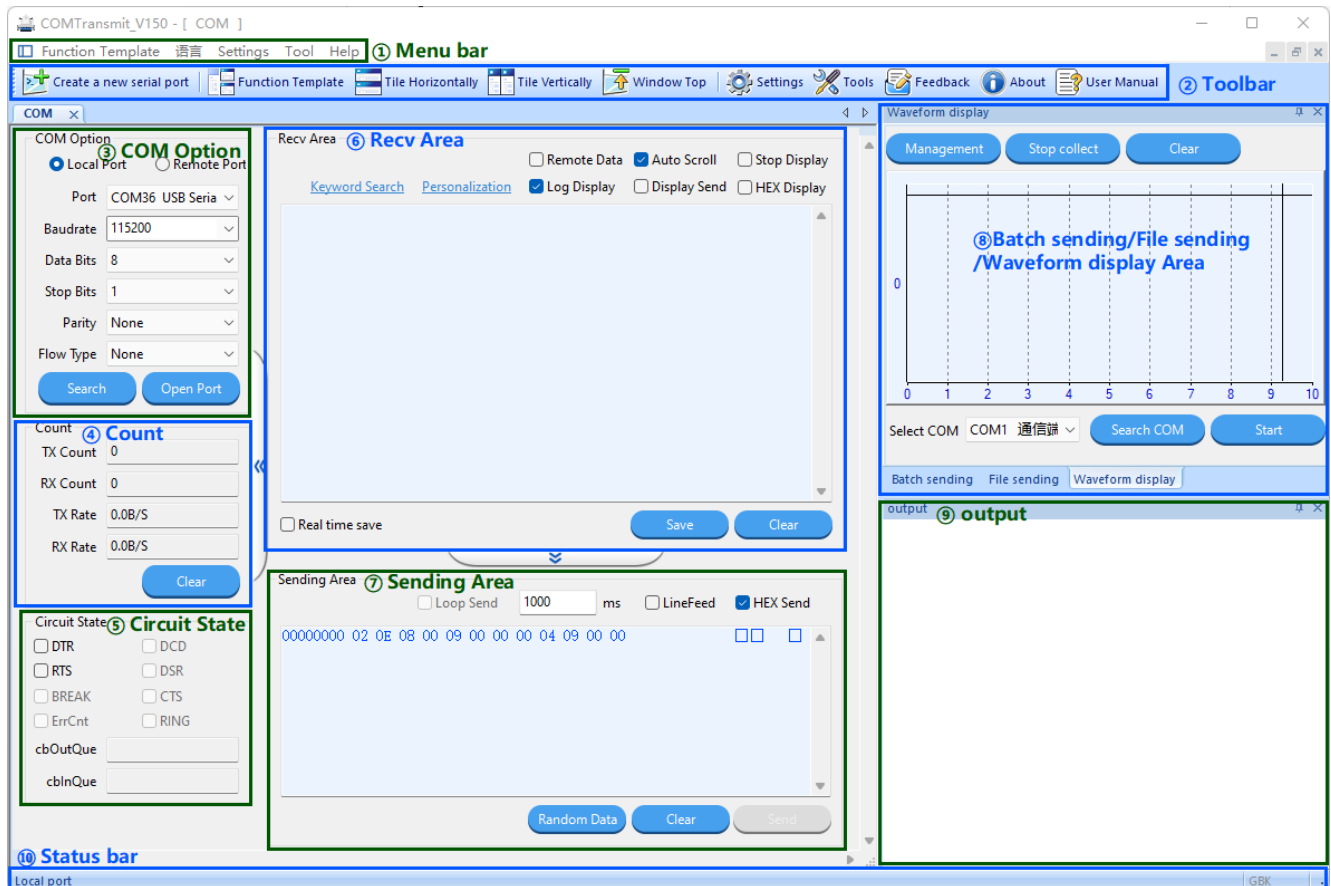 COMTransmit_V150 - [ COM ]
Function Template 语言 Settings Tool Help ① Menu bar
Create a new serial port Function Template Tile Horizontally Tile Vertically Window Top Settings Tools Feedback About User Manual ② Toolbar
COM
COM Option
③ COM Option
Local Port Remote Port
Port COM36 USB Seria
Baudrate 115200
Data Bits 8
Stop Bits 1
Parity None
Flow Type None
Search Open Port
Count ④ Count
TX Count 0
RX Count 0
TX Rate 0.0B/S
RX Rate 0.0B/S
Clear
Circuit State ⑤ Circuit State
DTR DCD
RTS DSR
BREAK CTS
ErrCnt RING
cbOutQue
cbInQue
Recv Area ⑥ Recv Area
Remote Data Auto Scroll Stop Display
Keyword Search Personalization Log Display Display Send HEX Display
Real time save Save Clear
Sending Area ⑦ Sending Area
Loop Send 1000 ms LineFeed HEX Send
00000000 02 0E 08 00 09 00 00 00 04 09 00 00
Random Data Clear Send
Waveform display
Management Stop collect Clear
⑧Batch sending/File sending
/Waveform display Area
0
0 1 2 3 4 5 6 7 8 9 10
Select COM COM1 通信端 Search COM Start
Batch sending File sending Waveform display
output ⑨ output
⑩ Status bar
Local port GBK